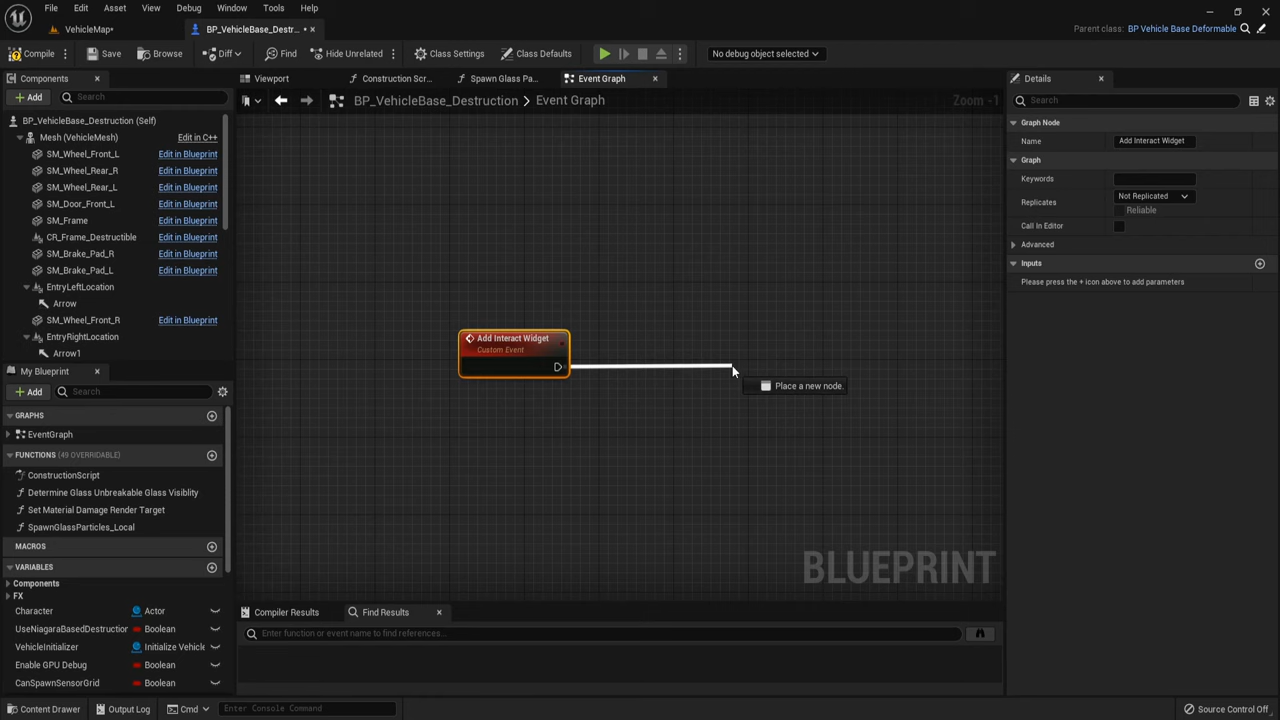 File Edit Asset View Debug Window Tools Help
VehicleMap*
BP_VehicleBase_Destr... •
Parent class: BP Vehicle Base Deformable
Compile Save Browse Diff Find Hide Unrelated Class Settings Class Defaults No debug object selected
Components
Viewport Construction Scr... Spawn Glass Pa... Event Graph
Details
Add Search
BP_VehicleBase_Destruction > Event Graph
Zoom -1
Search
BP_VehicleBase_Destruction (Self)
Mesh (VehicleMesh) Edit in C++
SM_Wheel_Front_L Edit in Blueprint
SM_Wheel_Rear_R Edit in Blueprint
SM_Wheel_Rear_L Edit in Blueprint
SM_Door_Front_L Edit in Blueprint
SM_Frame Edit in Blueprint
CR_Frame_Destructible Edit in Blueprint
SM_Brake_Pad_R Edit in Blueprint
SM_Brake_Pad_L Edit in Blueprint
EntryLeftLocation
Arrow
SM_Wheel_Front_R Edit in Blueprint
EntryRightLocation
Arrow1
Graph Node
Name Add Interact Widget
Graph
Keywords
Replicates Not Replicated
Reliable
Call In Editor
Advanced
Inputs
Please press the + icon above to add parameters
Add Interact Widget
Custom Event
Place a new node.
BLUEPRINT
My Blueprint
Add Search
GRAPHS
EventGraph
FUNCTIONS (49 OVERRIDABLE)
ConstructionScript
Determine Glass Unbreakable Glass Visiblity
Set Material Damage Render Target
SpawnGlassParticles_Local
MACROS
VARIABLES
Components
FX
Character Actor
UseNiagaraBasedDestruction Boolean
VehicleInitializer Initialize Vehicle
Enable GPU Debug Boolean
CanSpawnSensorGrid Boolean
Compiler Results Find Results
Enter function or event name to find references...
Content Drawer Output Log Cmd Enter Console Command
Source Control Off